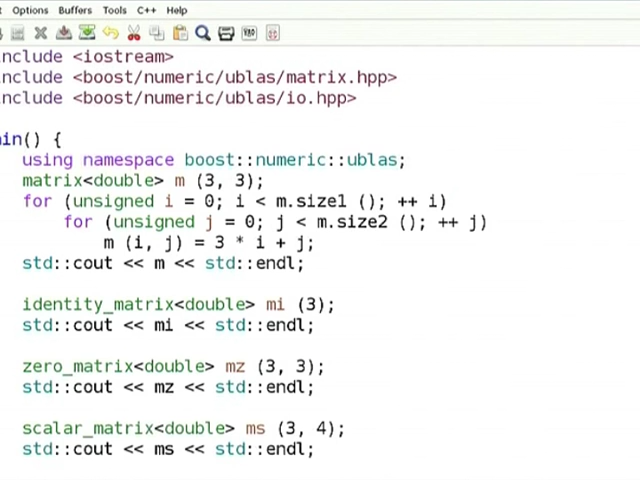 Options Buffers Tools C++ Help
nclude <iostream>
nclude <boost/numeric/ublas/matrix.hpp>
nclude <boost/numeric/ublas/io.hpp>
ain() {
using namespace boost::numeric::ublas;
matrix<double> m (3, 3);
for (unsigned i = 0; i < m.size1 (); ++ i)
for (unsigned j = 0; j < m.size2 (); ++ j)
m (i, j) = 3 * i + j;
std::cout << m << std::endl;
identity_matrix<double> mi (3);
std::cout << mi << std::endl;
zero_matrix<double> mz (3, 3);
std::cout << mz << std::endl;
scalar_matrix<double> ms (3, 4);
std::cout << ms << std::endl;